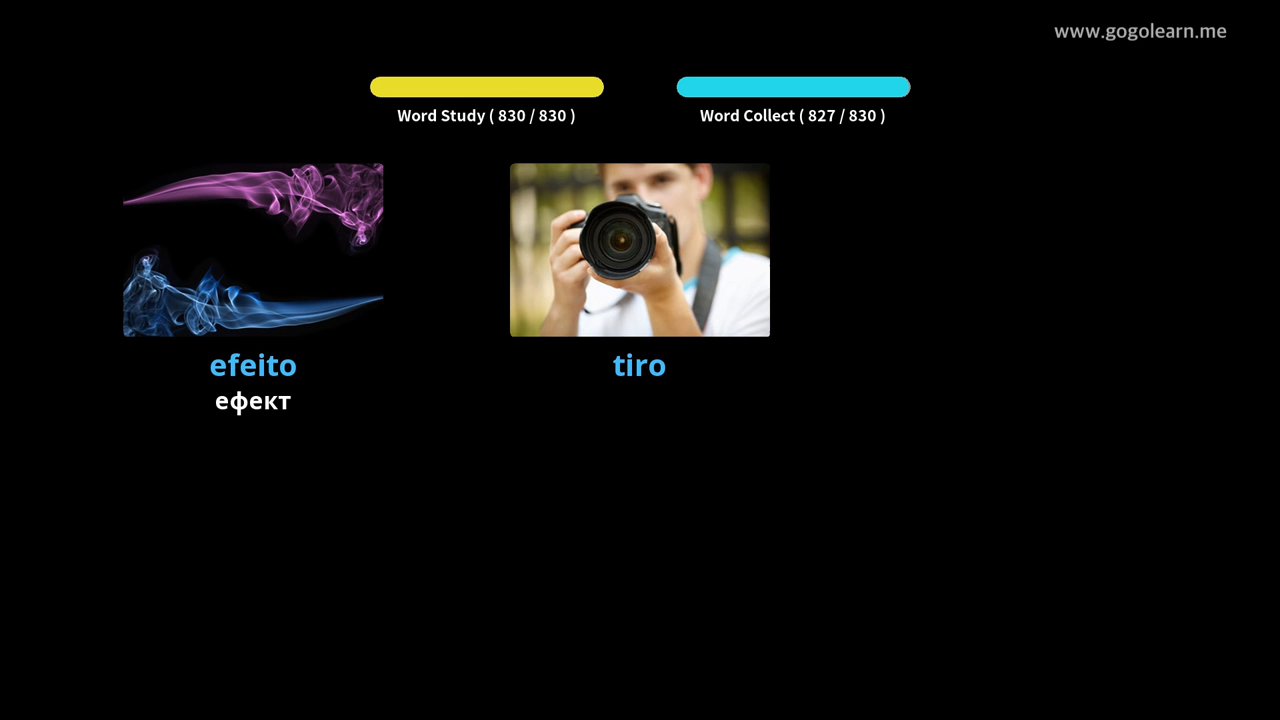 www.gogolearn.me
Word Study ( 830 / 830 )
Word Collect ( 827 / 830 )
efeito
ефект
tiro